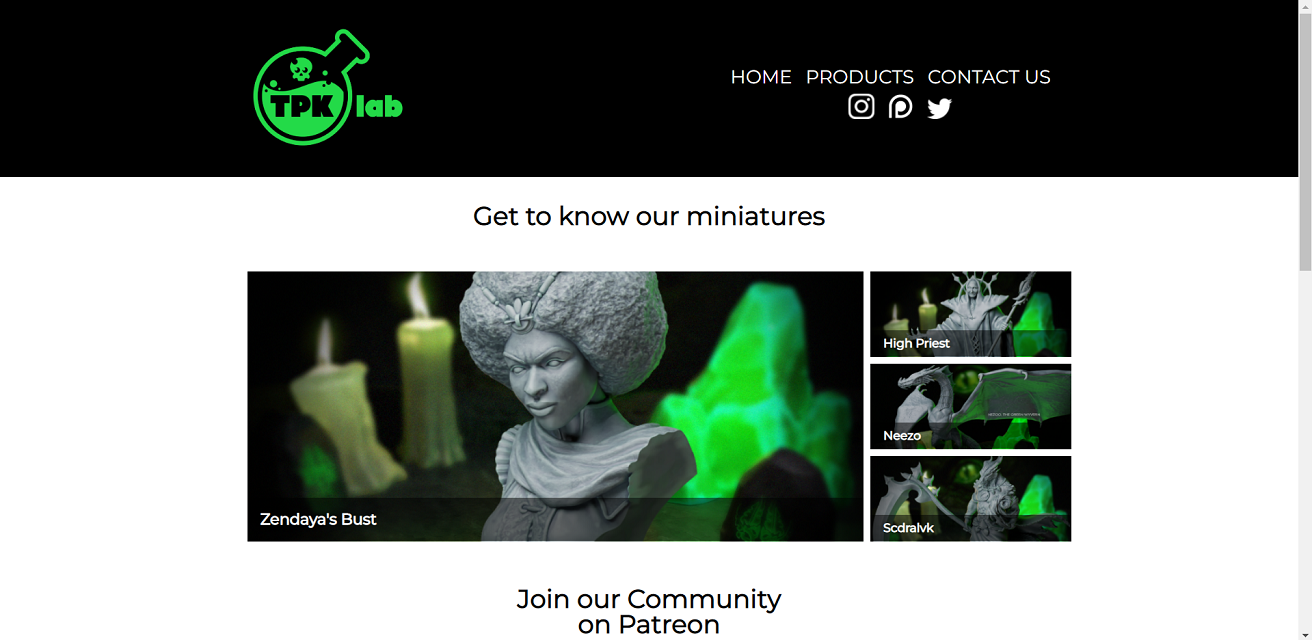 TPK lab
HOME PRODUCTS CONTACT US
Get to know our miniatures
Zendaya's Bust
High Priest
Neezo
Scdralvk
Join our Community
on Patreon